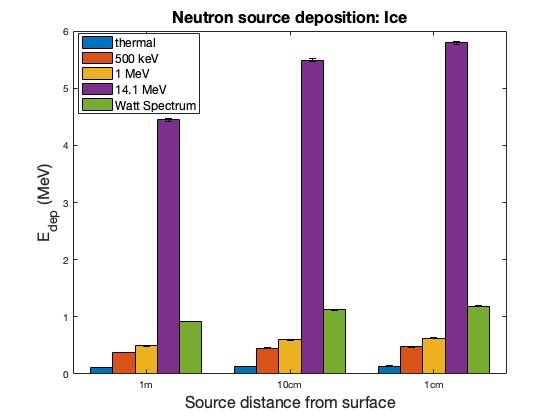 Neutron source deposition: Ice
thermal
500 keV
1 MeV
14.1 MeV
Watt Spectrum
E_dep (MeV)
6
5
4
3
2
1
0
1m
10cm
1cm
Source distance from surface